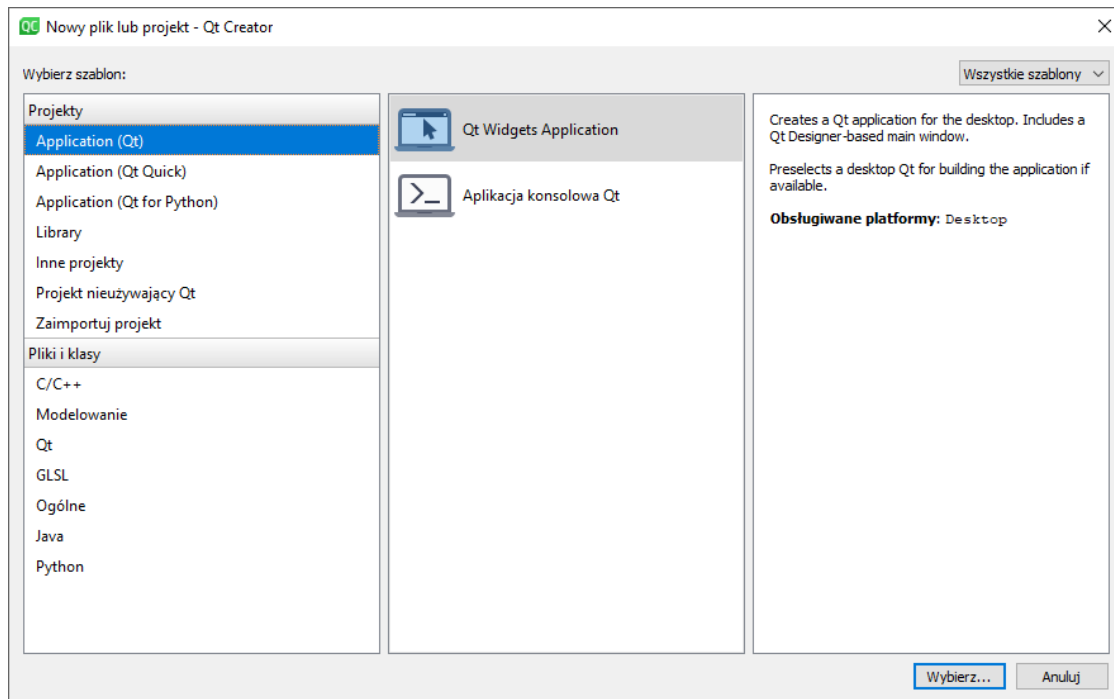 QC Nowy plik lub projekt - Qt Creator
Wybierz szablon:
Wszystkie szablony
Projekty
Application (Qt)
Application (Qt Quick)
Application (Qt for Python)
Library
Inne projekty
Projekt nieużywający Qt
Zaimportuj projekt
Pliki i klasy
C/C++
Modelowanie
Qt
GLSL
Ogólne
Java
Python
Qt Widgets Application
Aplikacja konsolowa Qt
Creates a Qt application for the desktop. Includes a
Qt Designer-based main window.
Preselects a desktop Qt for building the application if
available.
Obsługiwane platformy: Desktop
Wybierz...
Anuluj